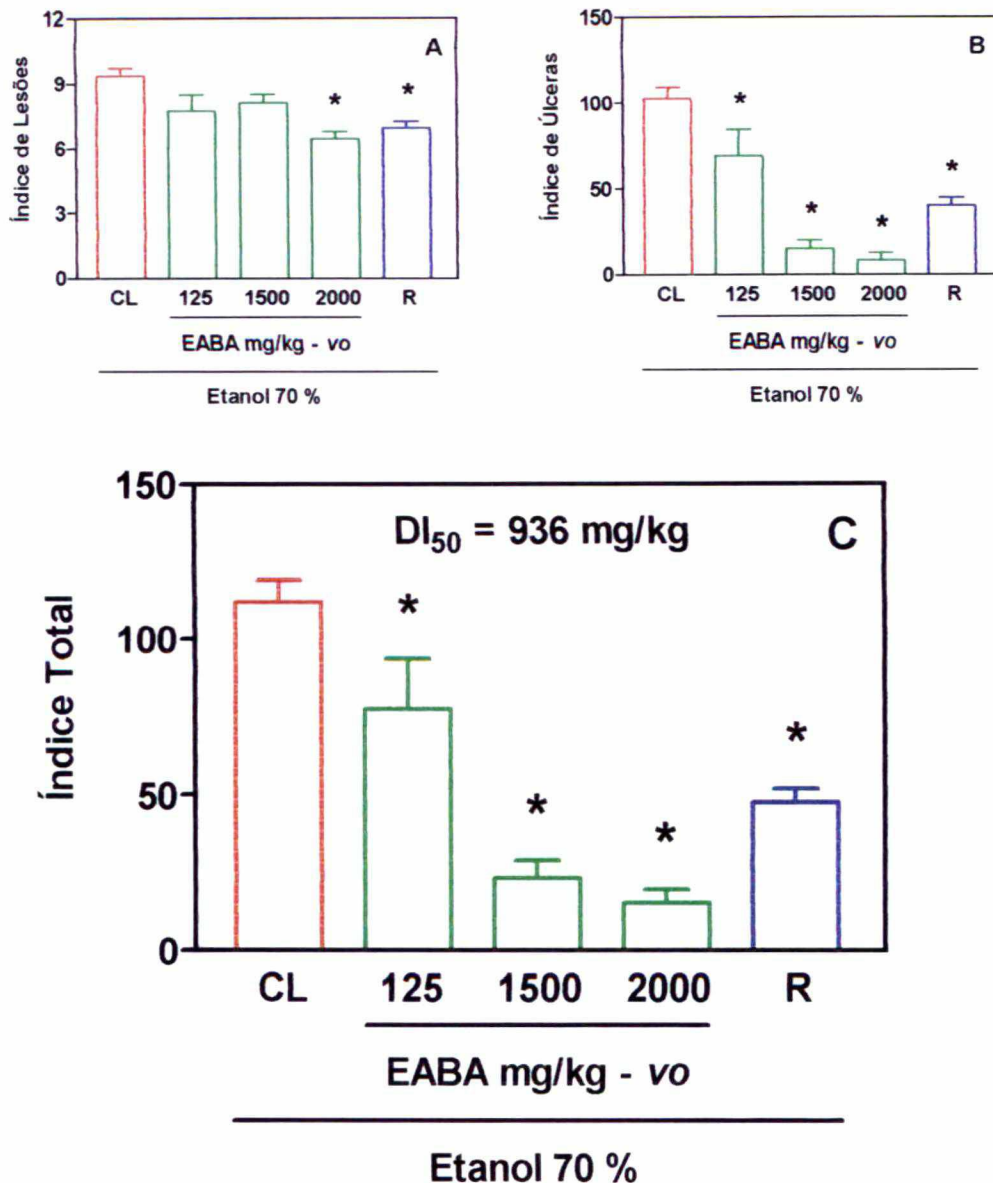 A
Índice de Lesões
12
9
6
3
0
*
*
CL 125 1500 2000 R
EABA mg/kg - vo
Etanol 70 %
B
Índice de Úlceras
150
100
50
0
*
*
*
*
CL 125 1500 2000 R
EABA mg/kg - vo
Etanol 70 %
DI50 = 936 mg/kg
C
Índice Total
150
100
50
0
*
*
*
*
CL 125 1500 2000 R
EABA mg/kg - vo
Etanol 70 %